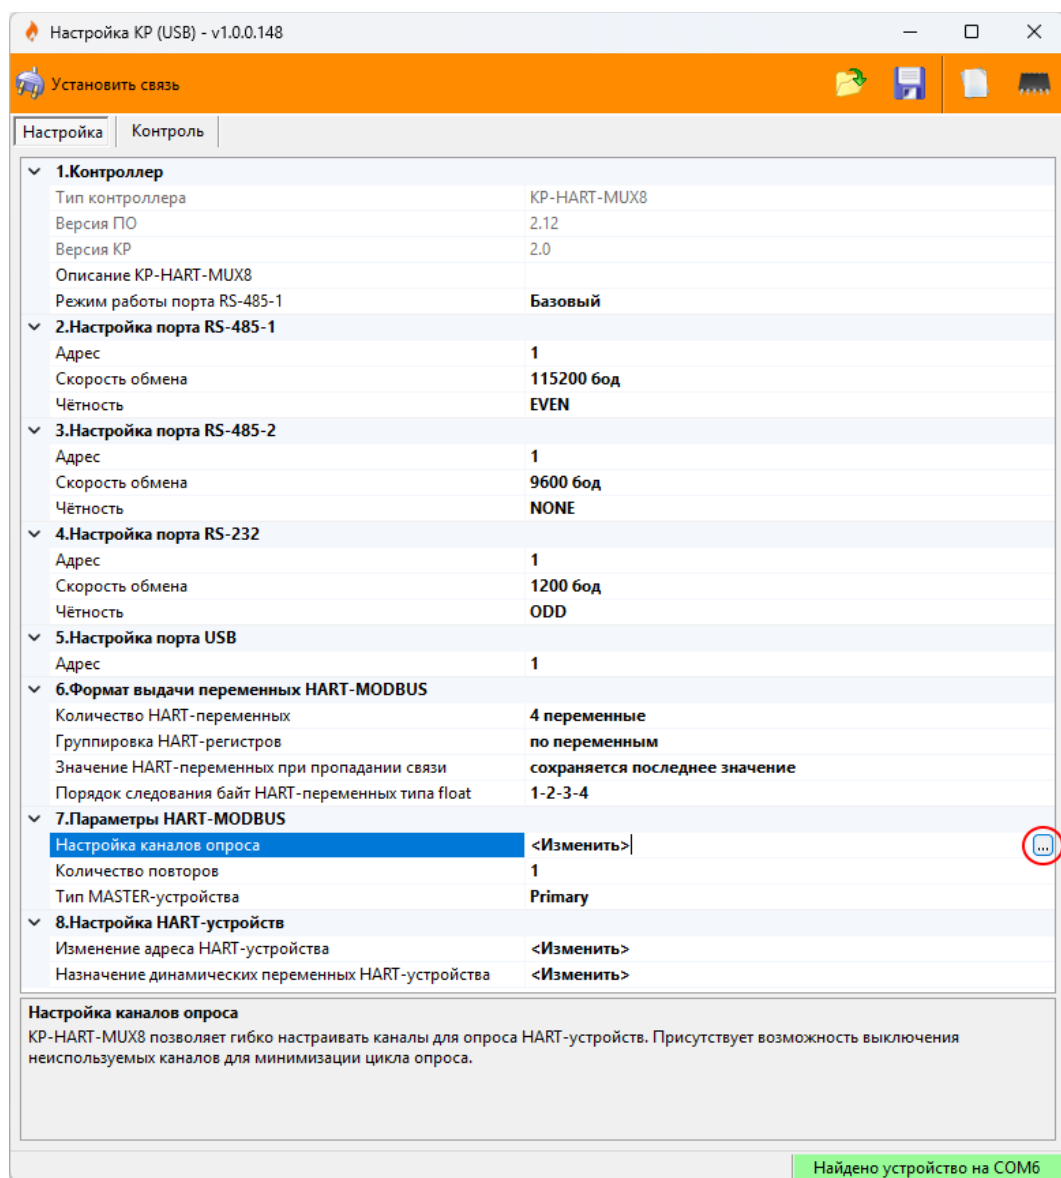 Настройка КР (USB) - v1.0.0.148
Установить связь
Настройка Контроль
1.Контроллер
Тип контроллера KP-HART-MUX8
Версия ПО 2.12
Версия КР 2.0
Описание KP-HART-MUX8
Режим работы порта RS-485-1 Базовый
2.Настройка порта RS-485-1
Адрес 1
Скорость обмена 115200 бод
Чётность EVEN
3.Настройка порта RS-485-2
Адрес 1
Скорость обмена 9600 бод
Чётность NONE
4.Настройка порта RS-232
Адрес 1
Скорость обмена 1200 бод
Чётность ODD
5.Настройка порта USB
Адрес 1
6.Формат выдачи переменных HART-MODBUS
Количество HART-переменных 4 переменные
Группировка HART-регистров по переменным
Значение HART-переменных при пропадании связи сохраняется последнее значение
Порядок следования байт HART-переменных типа float 1-2-3-4
7.Параметры HART-MODBUS
Настройка каналов опроса <Изменить> ...
Количество повторов 1
Тип MASTER-устройства Primary
8.Настройка HART-устройств
Изменение адреса HART-устройства <Изменить>
Назначение динамических переменных HART-устройства <Изменить>
Настройка каналов опроса
KP-HART-MUX8 позволяет гибко настраивать каналы для опроса HART-устройств. Присутствует возможность выключения
неиспользуемых каналов для минимизации цикла опроса.
Найдено устройство на COM6